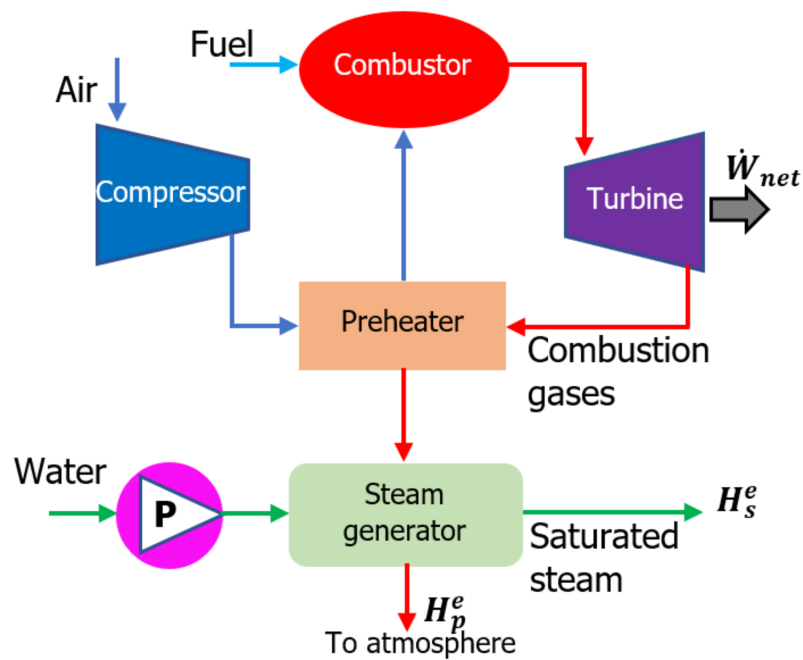 Fuel
Combustor
Air
Compressor
Turbine
Ẇnet
Preheater
Combustion
gases
Water
P
Steam
generator
Hₛᵉ
Saturated
steam
Hₚᵉ
To atmosphere